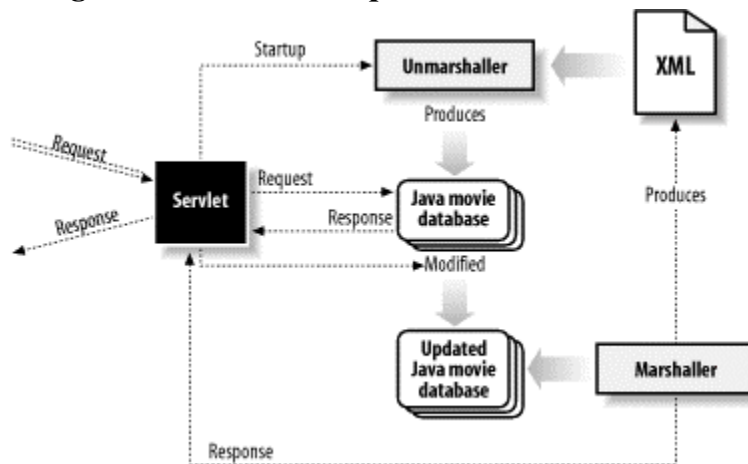 Startup
Unmarshaller
XML
Produces
Request
Servlet
Request
Java movie
database
Produces
Response
Response
Modified
Updated
Java movie
database
Marshaller
Response